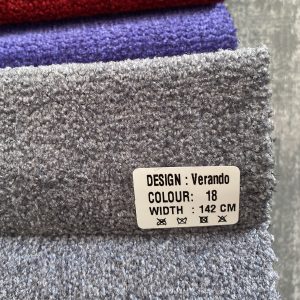 DESIGN : Verando
COLOUR: 18
WIDTH : 142 CM